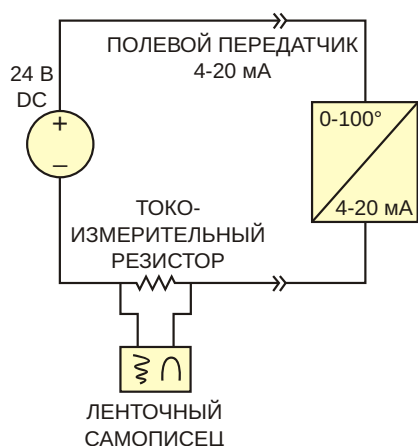 ПОЛЕВОЙ ПЕРЕДАТЧИК
4-20 мА
24 В
DC
+
–
0-100°
4-20 мА
ТОКО-
ИЗМЕРИТЕЛЬНЫЙ
РЕЗИСТОР
ЛЕНТОЧНЫЙ
САМОПИСЕЦ